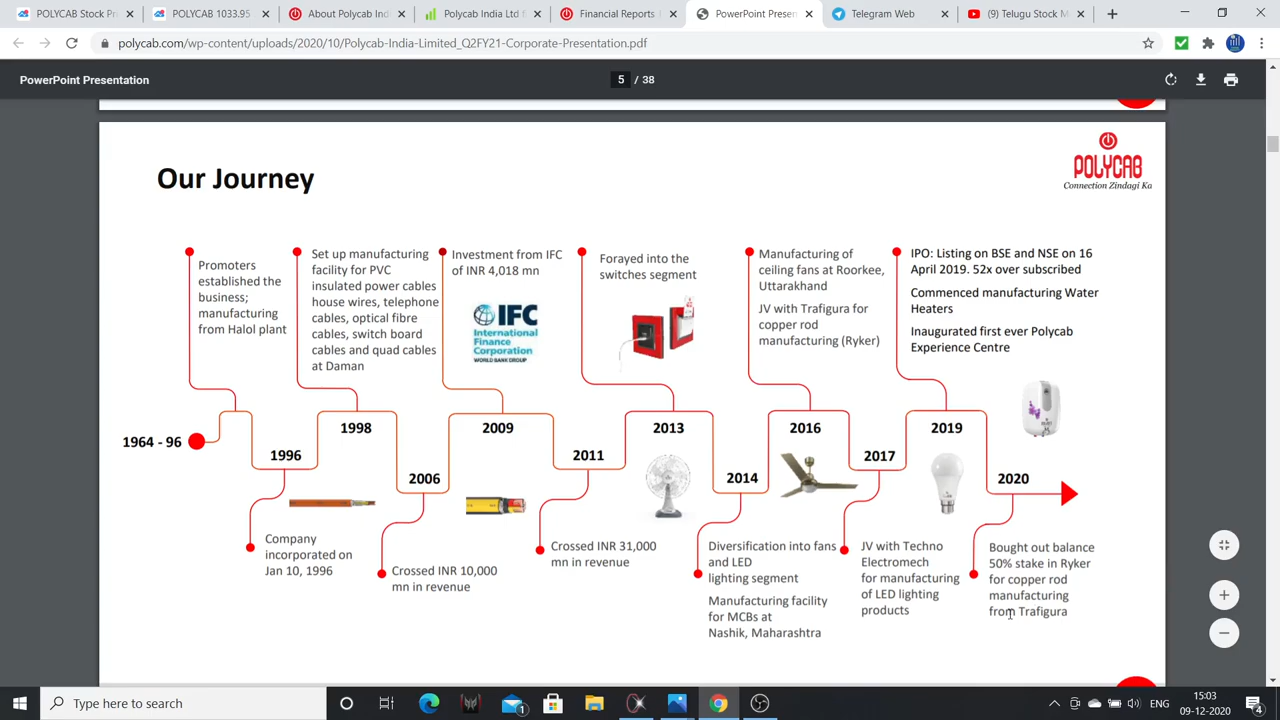 POLYCAB Stock Pr
POLYCAB 1033.95
About Polycab Ind
Polycab India Ltd f
Financial Reports |
PowerPoint Presen
Telegram Web
(9) Telugu Stock M
polycab.com/wp-content/uploads/2020/10/Polycab-India-Limited_Q2FY21-Corporate-Presentation.pdf
PowerPoint Presentation
5 / 38
Our Journey
POLYCAB
Connection Zindagi Ka
Promoters
established the
business;
manufacturing
from Halol plant
Set up manufacturing
facility for PVC
insulated power cables
house wires, telephone
cables, optical fibre
cables, switch board
cables and quad cables
at Daman
Investment from IFC
of INR 4,018 mn
IFC
International
Finance
Corporation
WORLD BANK GROUP
Forayed into the
switches segment
Manufacturing of
ceiling fans at Roorkee,
Uttarakhand
JV with Trafigura for
copper rod
manufacturing (Ryker)
IPO: Listing on BSE and NSE on 16
April 2019. 52x over subscribed
Commenced manufacturing Water
Heaters
Inaugurated first ever Polycab
Experience Centre
1964 - 96
1996
1998
2006
2009
2011
2013
2014
2016
2017
2019
2020
Company
incorporated on
Jan 10, 1996
Crossed INR 10,000
mn in revenue
Crossed INR 31,000
mn in revenue
Diversification into fans
and LED
lighting segment
Manufacturing facility
for MCBs at
Nashik, Maharashtra
JV with Techno
Electromech
for manufacturing
of LED lighting
products
Bought out balance
50% stake in Ryker
for copper rod
manufacturing
from Trafigura
Type here to search
1
ENG
15:03
09-12-2020
4